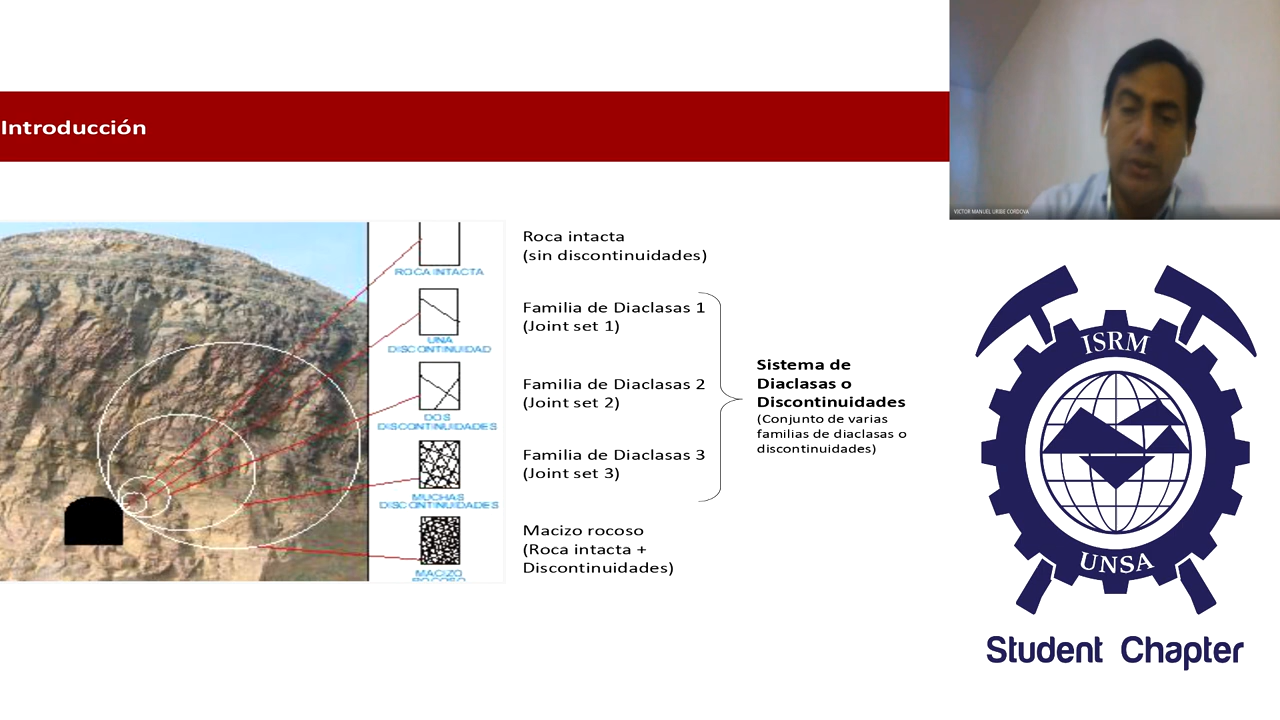 Introducción
VICTOR MANUEL URIBE CORDOVA
ROCA INTACTA
UNA
DISCONTINUIDAD
DOS
DISCONTINUIDADES
MUCHAS
DISCONTINUIDADES
MACIZO
ROCOSO
Roca intacta
(sin discontinuidades)
Familia de Diaclasas 1
(Joint set 1)
Familia de Diaclasas 2
(Joint set 2)
Familia de Diaclasas 3
(Joint set 3)
Macizo rocoso
(Roca intacta +
Discontinuidades)
Sistema de
Diaclasas o
Discontinuidades
(Conjunto de varias
familias de diaclasas o
discontinuidades)
ISRM
UNSA
Student Chapter